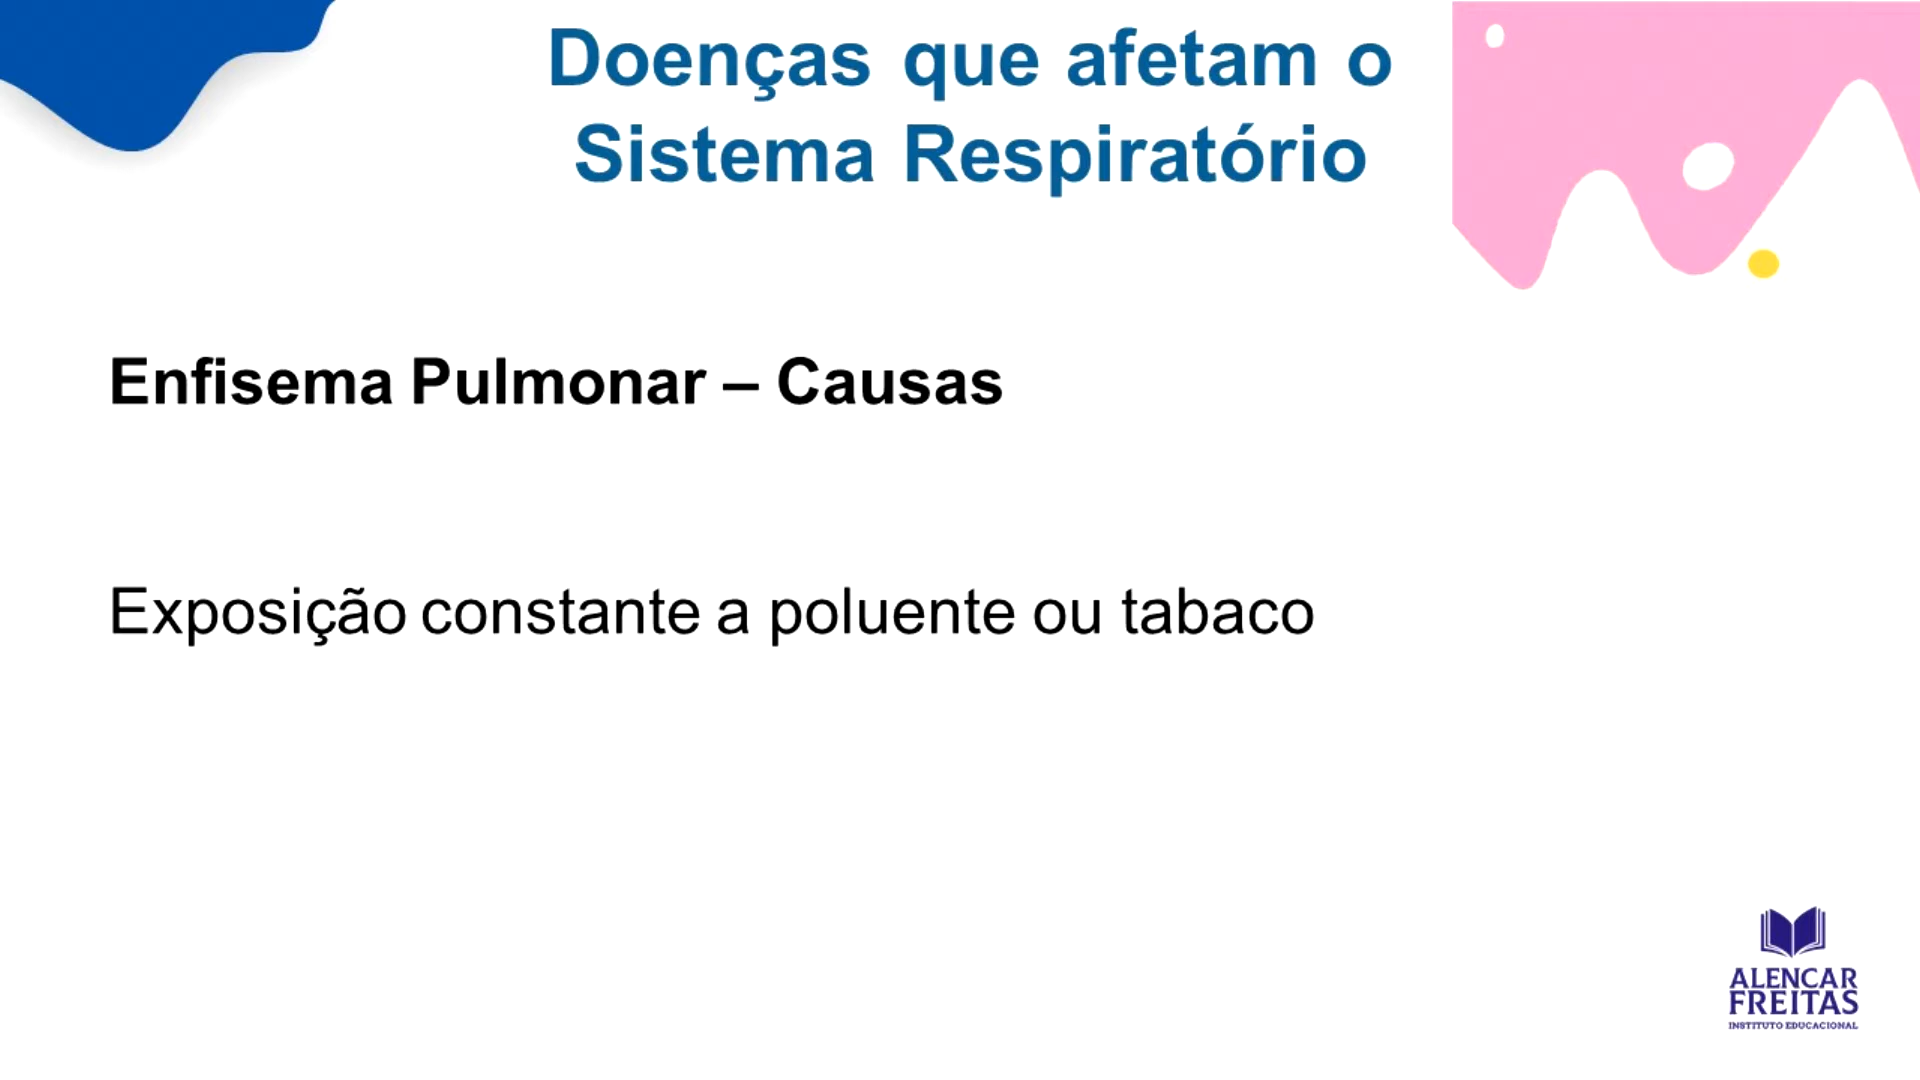 Doenças que afetam o
Sistema Respiratório
Enfisema Pulmonar – Causas
Exposição constante a poluente ou tabaco
ALENCAR
FREITAS
INSTITUTO EDUCACIONAL